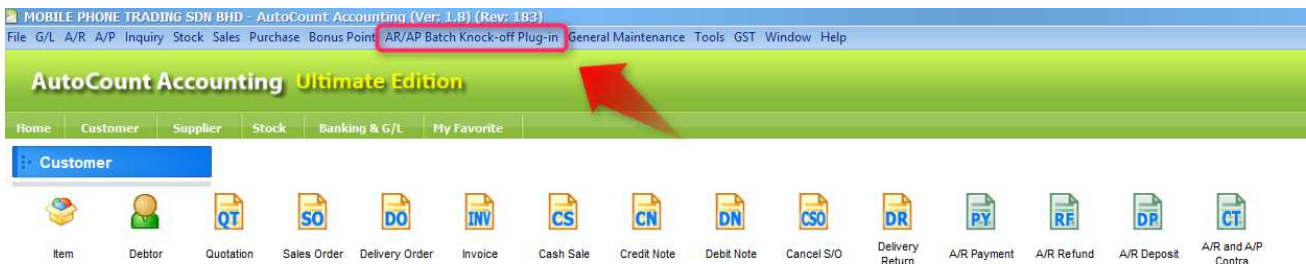 MOBILE PHONE TRADING SDN BHD - AutoCount Accounting (Ver: 1.8) (Rev: 183)
File G/L A/R A/P Inquiry Stock Sales Purchase Bonus Point AR/AP Batch Knock-off Plug-in General Maintenance Tools GST Window Help
AutoCount Accounting Ultimate Edition
Home Customer Supplier Stock Banking & G/L My Favorite
Customer
QT SO DO INV CS CN DN CSO DR PY RF DP CT
Item Debtor Quotation Sales Order Delivery Order Invoice Cash Sale Credit Note Debit Note Cancel S/O Delivery Return A/R Payment A/R Refund A/R Deposit A/R and A/P Contra